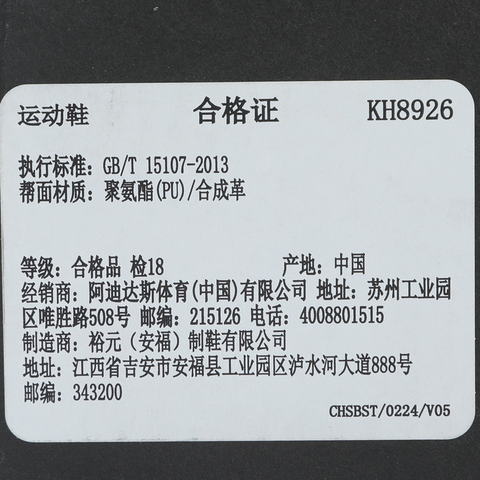 运动鞋 合格证 KH8926
执行标准: GB/T 15107-2013
帮面材质: 聚氨酯(PU)/合成革
等级: 合格品 检18 产地: 中国
经销商: 阿迪达斯体育(中国)有限公司 地址: 苏州工业园
区唯胜路508号 邮编: 215126 电话: 4008801515
制造商: 裕元（安福）制鞋有限公司
地址: 江西省吉安市安福县工业园区泸水河大道888号
邮编: 343200
CHSBST/0224/V05